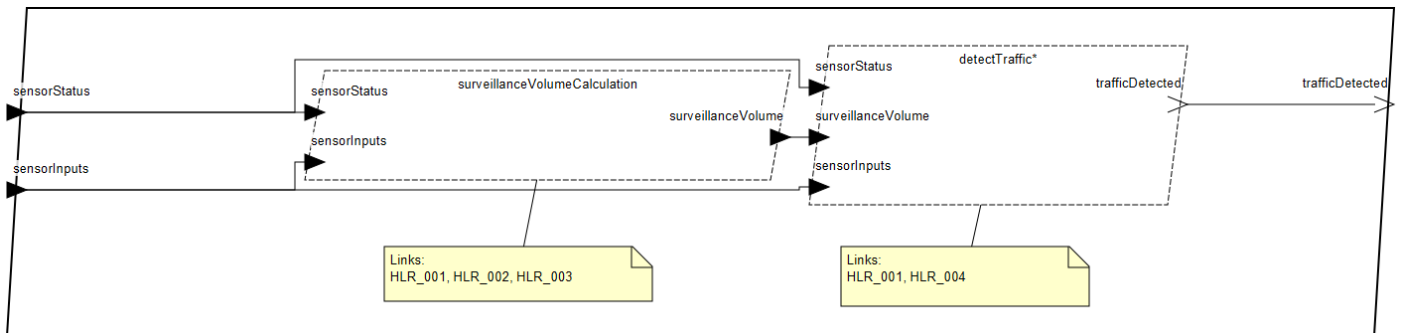 sensorStatus
sensorInputs
surveillanceVolumeCalculation
sensorStatus
sensorInputs
surveillanceVolume
detectTraffic*
sensorStatus
surveillanceVolume
sensorInputs
trafficDetected
trafficDetected
Links:
HLR_001, HLR_002, HLR_003
Links:
HLR_001, HLR_004